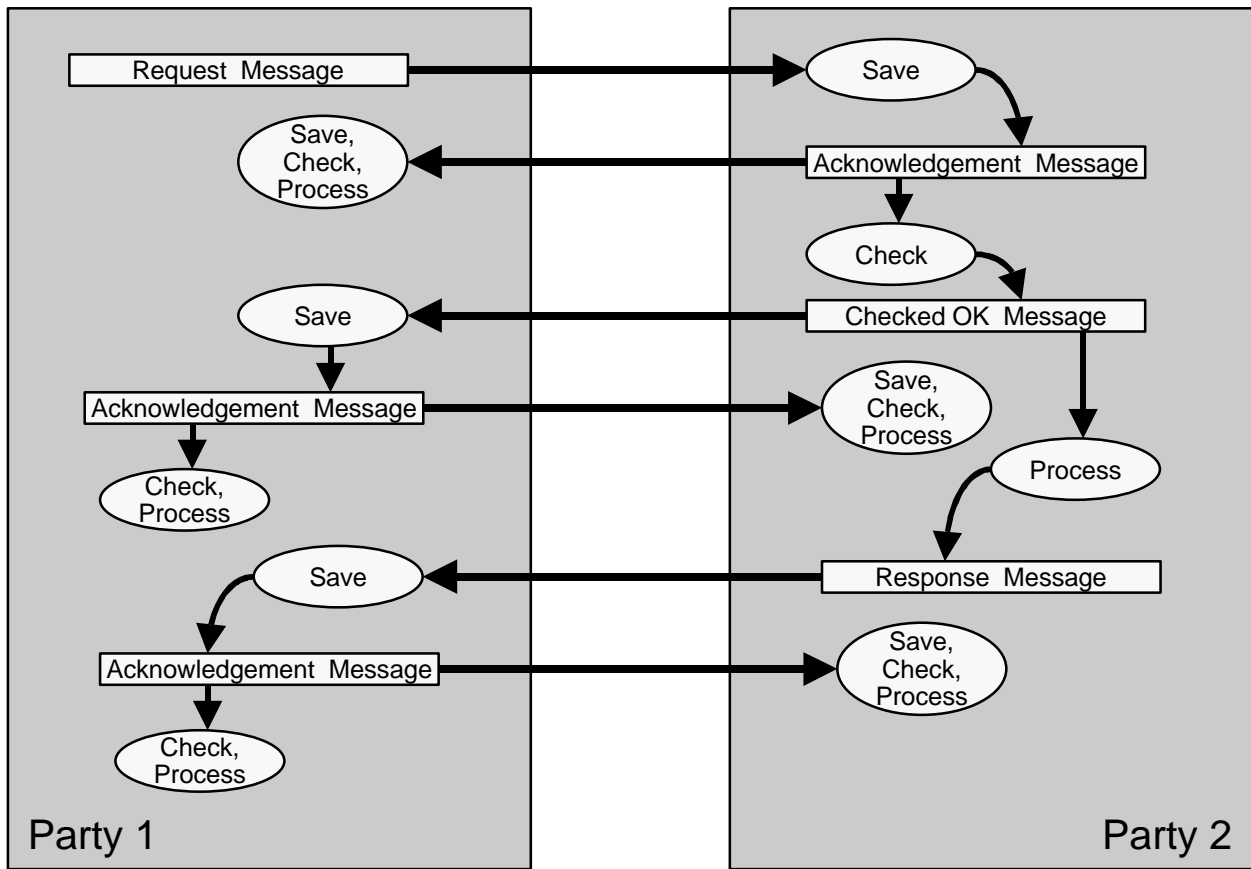 Request Message
Save
Save,
Check,
Process
Acknowledgement Message
Check
Save
Checked OK Message
Acknowledgement Message
Save,
Check,
Process
Process
Check,
Process
Save
Response Message
Acknowledgement Message
Save,
Check,
Process
Check,
Process
Party 1
Party 2